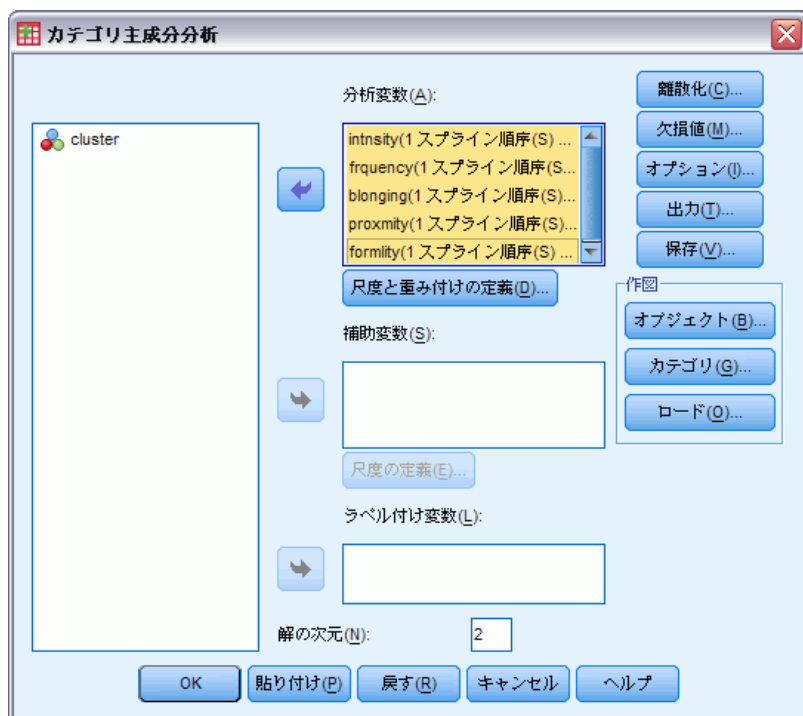 カテゴリ主成分分析
cluster
分析変数(A):
intnsity(1 スプライン順序(S) ...
frquency(1 スプライン順序(S...
blonging(1 スプライン順序(S) ...
proxmity(1 スプライン順序(S)...
formlity(1 スプライン順序(S) ...
尺度と重み付けの定義(D)...
補助変数(S):
尺度の定義(E)...
ラベル付け変数(L):
解の次元(N):
2
離散化(C)...
欠損値(M)...
オプション(I)...
出力(T)...
保存(V)...
作図
オブジェクト(B)...
カテゴリ(G)...
ロード(O)...
OK
貼り付け(P)
戻す(R)
キャンセル
ヘルプ